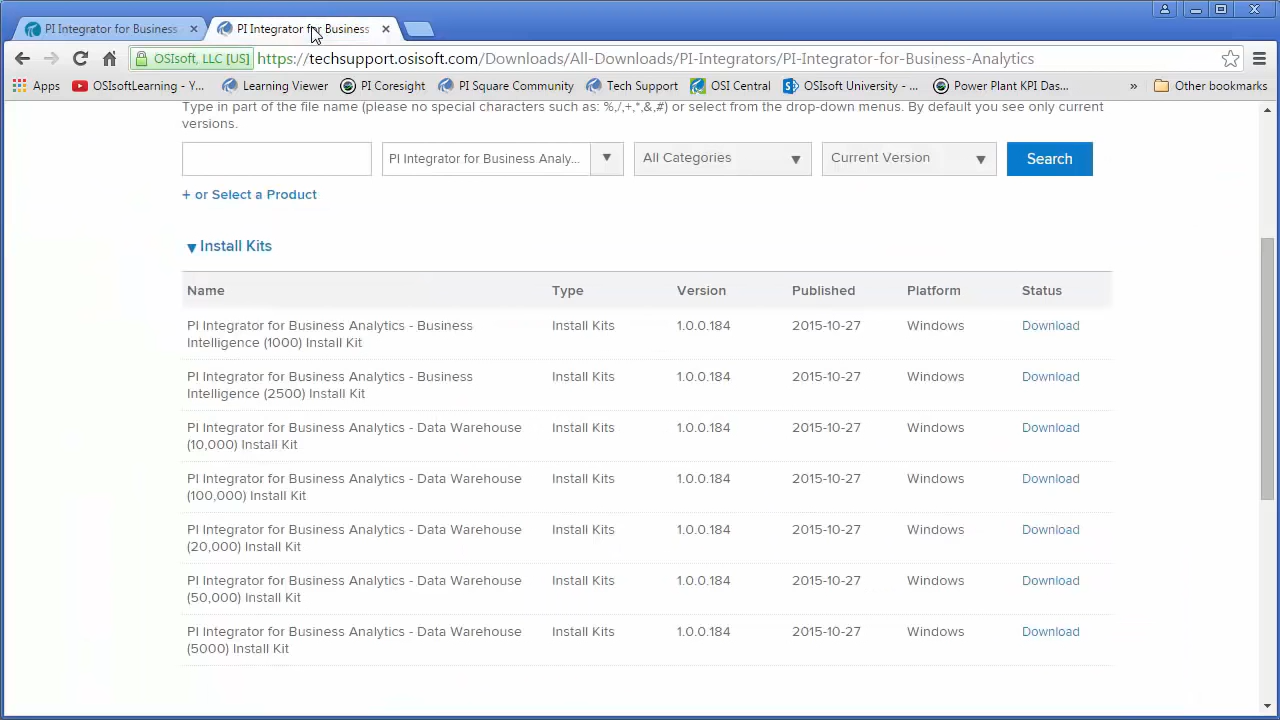 PI Integrator for Business
PI Integrator for Business
OSIsoft, LLC [US] https://techsupport.osisoft.com/Downloads/All-Downloads/PI-Integrators/PI-Integrator-for-Business-Analytics
Apps OSIsoftLearning - Y... Learning Viewer PI Coresight PI Square Community Tech Support OSI Central OSIsoft University - ... Power Plant KPI Das... » Other bookmarks
Type in part of the file name (please no special characters such as: %,/,+,*,&,#) or select from the drop-down menus. By default you see only current
versions.
PI Integrator for Business Analy... All Categories Current Version Search
+ or Select a Product
Install Kits
Name Type Version Published Platform Status
PI Integrator for Business Analytics - Business Install Kits 1.0.0.184 2015-10-27 Windows Download
Intelligence (1000) Install Kit
PI Integrator for Business Analytics - Business Install Kits 1.0.0.184 2015-10-27 Windows Download
Intelligence (2500) Install Kit
PI Integrator for Business Analytics - Data Warehouse Install Kits 1.0.0.184 2015-10-27 Windows Download
(10,000) Install Kit
PI Integrator for Business Analytics - Data Warehouse Install Kits 1.0.0.184 2015-10-27 Windows Download
(100,000) Install Kit
PI Integrator for Business Analytics - Data Warehouse Install Kits 1.0.0.184 2015-10-27 Windows Download
(20,000) Install Kit
PI Integrator for Business Analytics - Data Warehouse Install Kits 1.0.0.184 2015-10-27 Windows Download
(50,000) Install Kit
PI Integrator for Business Analytics - Data Warehouse Install Kits 1.0.0.184 2015-10-27 Windows Download
(5000) Install Kit